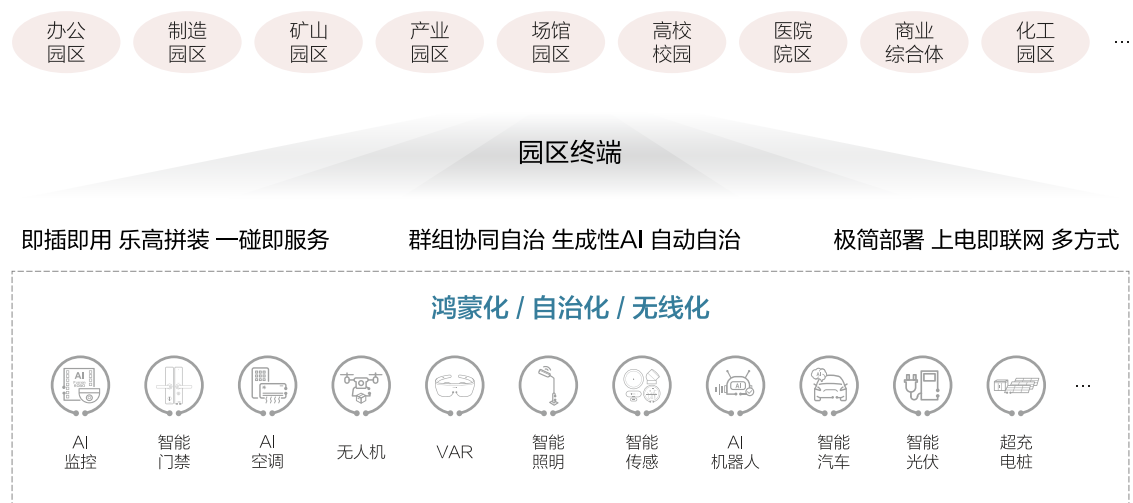 办公 制造 矿山 产业 场馆 高校 医院 商业 化工
园区 园区 园区 园区 园区 校园 院区 综合体 园区 ...
园区终端
即插即用 乐高拼装 一碰即服务 群组协同自治 生成性AI 自动自治 极简部署 上电即联网 多方式
鸿蒙化 / 自治化 / 无线化
AI 智能 AI 无人机 VAR 智能 智能 AI 智能 智能 超充 ...
监控 门禁 空调 照明 传感 机器人 汽车 光伏 电桩